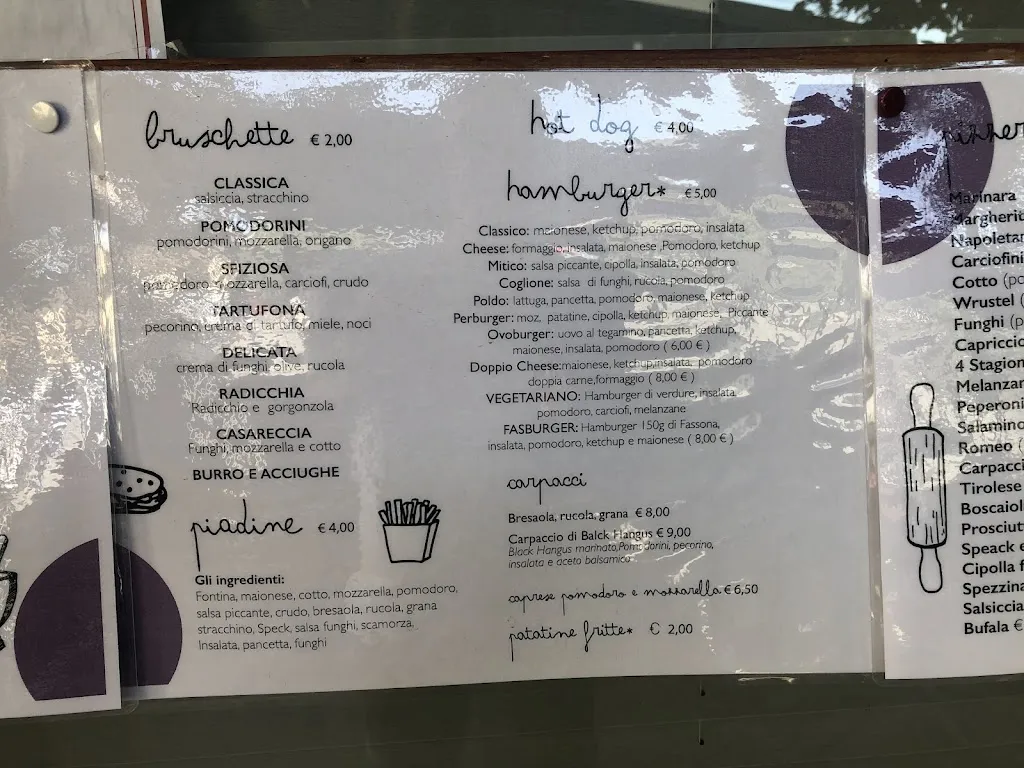 bruschette € 2,00
CLASSICA
salsiccia, stracchino
POMODORINI
pomodorini, mozzarella, origano
SFIZIOSA
pomodoro, mozzarella, carciofi, crudo
TARTUFONA
pecorino, crema di tartufo, miele, noci
DELICATA
crema di funghi, olive, rucola
RADICCHIA
Radicchio e gorgonzola
CASARECCIA
Funghi, mozzarella e cotto
BURRO E ACCIUGHE
piadine € 4,00
Gli ingredienti:
Fontina, maionese, cotto, mozzarella, pomodoro,
salsa piccante, crudo, bresaola, rucola, grana
stracchino, Speck, salsa funghi, scamorza,
Insalata, pancetta, funghi
hot dog € 4,00
hamburger* € 5,00
Classico: maionese, ketchup, pomodoro, insalata
Cheese: formaggio, insalata, maionese ,Pomodoro, ketchup
Mitico: salsa piccante, cipolla, insalata, pomodoro
Coglione: salsa di funghi, rucola, pomodoro
Poldo: lattuga, pancetta, pomodoro, maionese, ketchup
Perburger: moz, patatine, cipolla, ketchup, maionese, Piccante
Ovoburger: uovo al tegamino, pancetta, ketchup,
maionese, insalata, pomodoro ( 6,00 € )
Doppio Cheese:maionese, ketchup,insalata, pomodoro
doppia carne,formaggio ( 8,00 € )
VEGETARIANO: Hamburger di verdure, insalata,
pomodoro, carciofi, melanzane
FASBURGER: Hamburger 150g di Fassona,
insalata, pomodoro, ketchup e maionese ( 8,00 € )
carpacci
Bresaola, rucola, grana € 8,00
Carpaccio di Balck Hangus € 9,00
Black Hangus marinato,Pomodorini, pecorino,
insalata e aceto balsamico
caprese pomodoro e mozzarella € 6,50
patatine fritte* € 2,00
Marinara
Margheric
Napoletar
Carciofini
Cotto (po
Wrustel (
Funghi (p
Capriccio
4 Stagion
Melanzan
Peperoni
Salamino
Romeo (
Carpacci
Tirolese
Boscaiol
Prosciut
Speack e
Cipolla f
Spezzina
Salsiccia
Bufala €